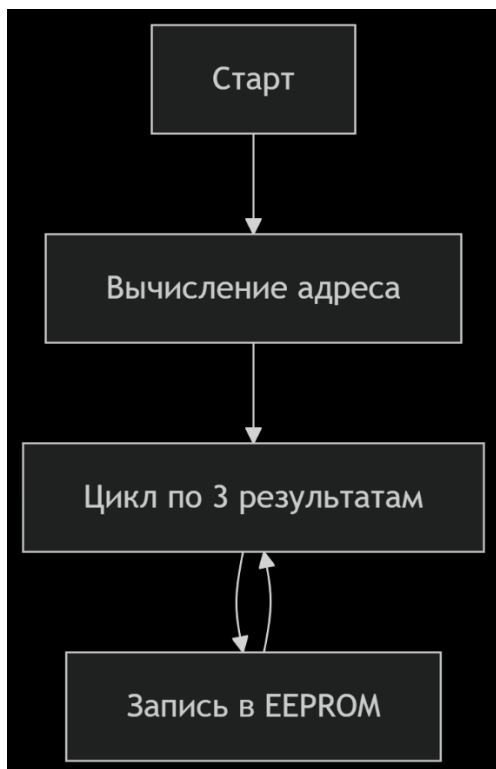 Старт
Вычисление адреса
Цикл по 3 результатам
Запись в EEPROM